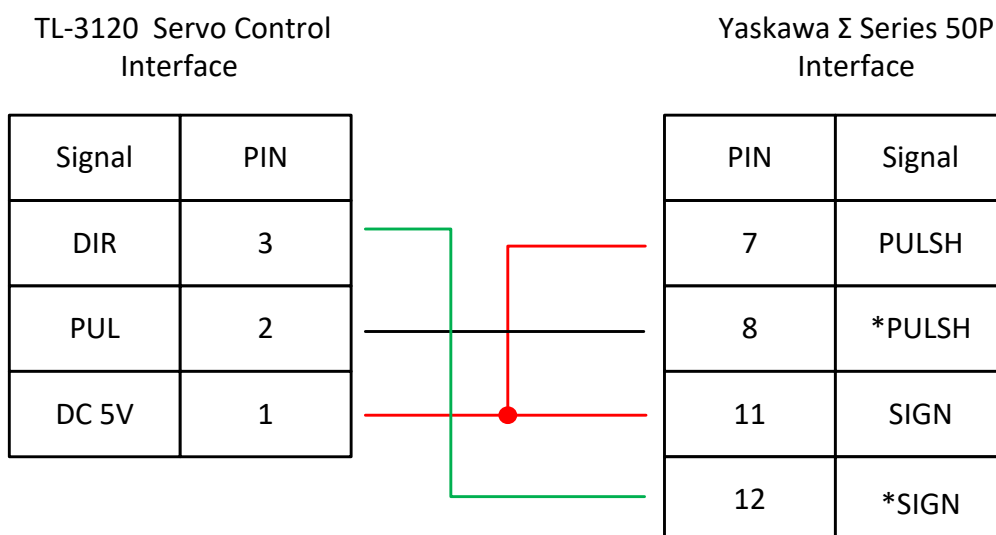 TL-3120 Servo Control
Interface
Yaskawa Σ Series 50P
Interface
Signal PIN
DIR 3
PUL 2
DC 5V 1
PIN Signal
7 PULSH
8 *PULSH
11 SIGN
12 *SIGN